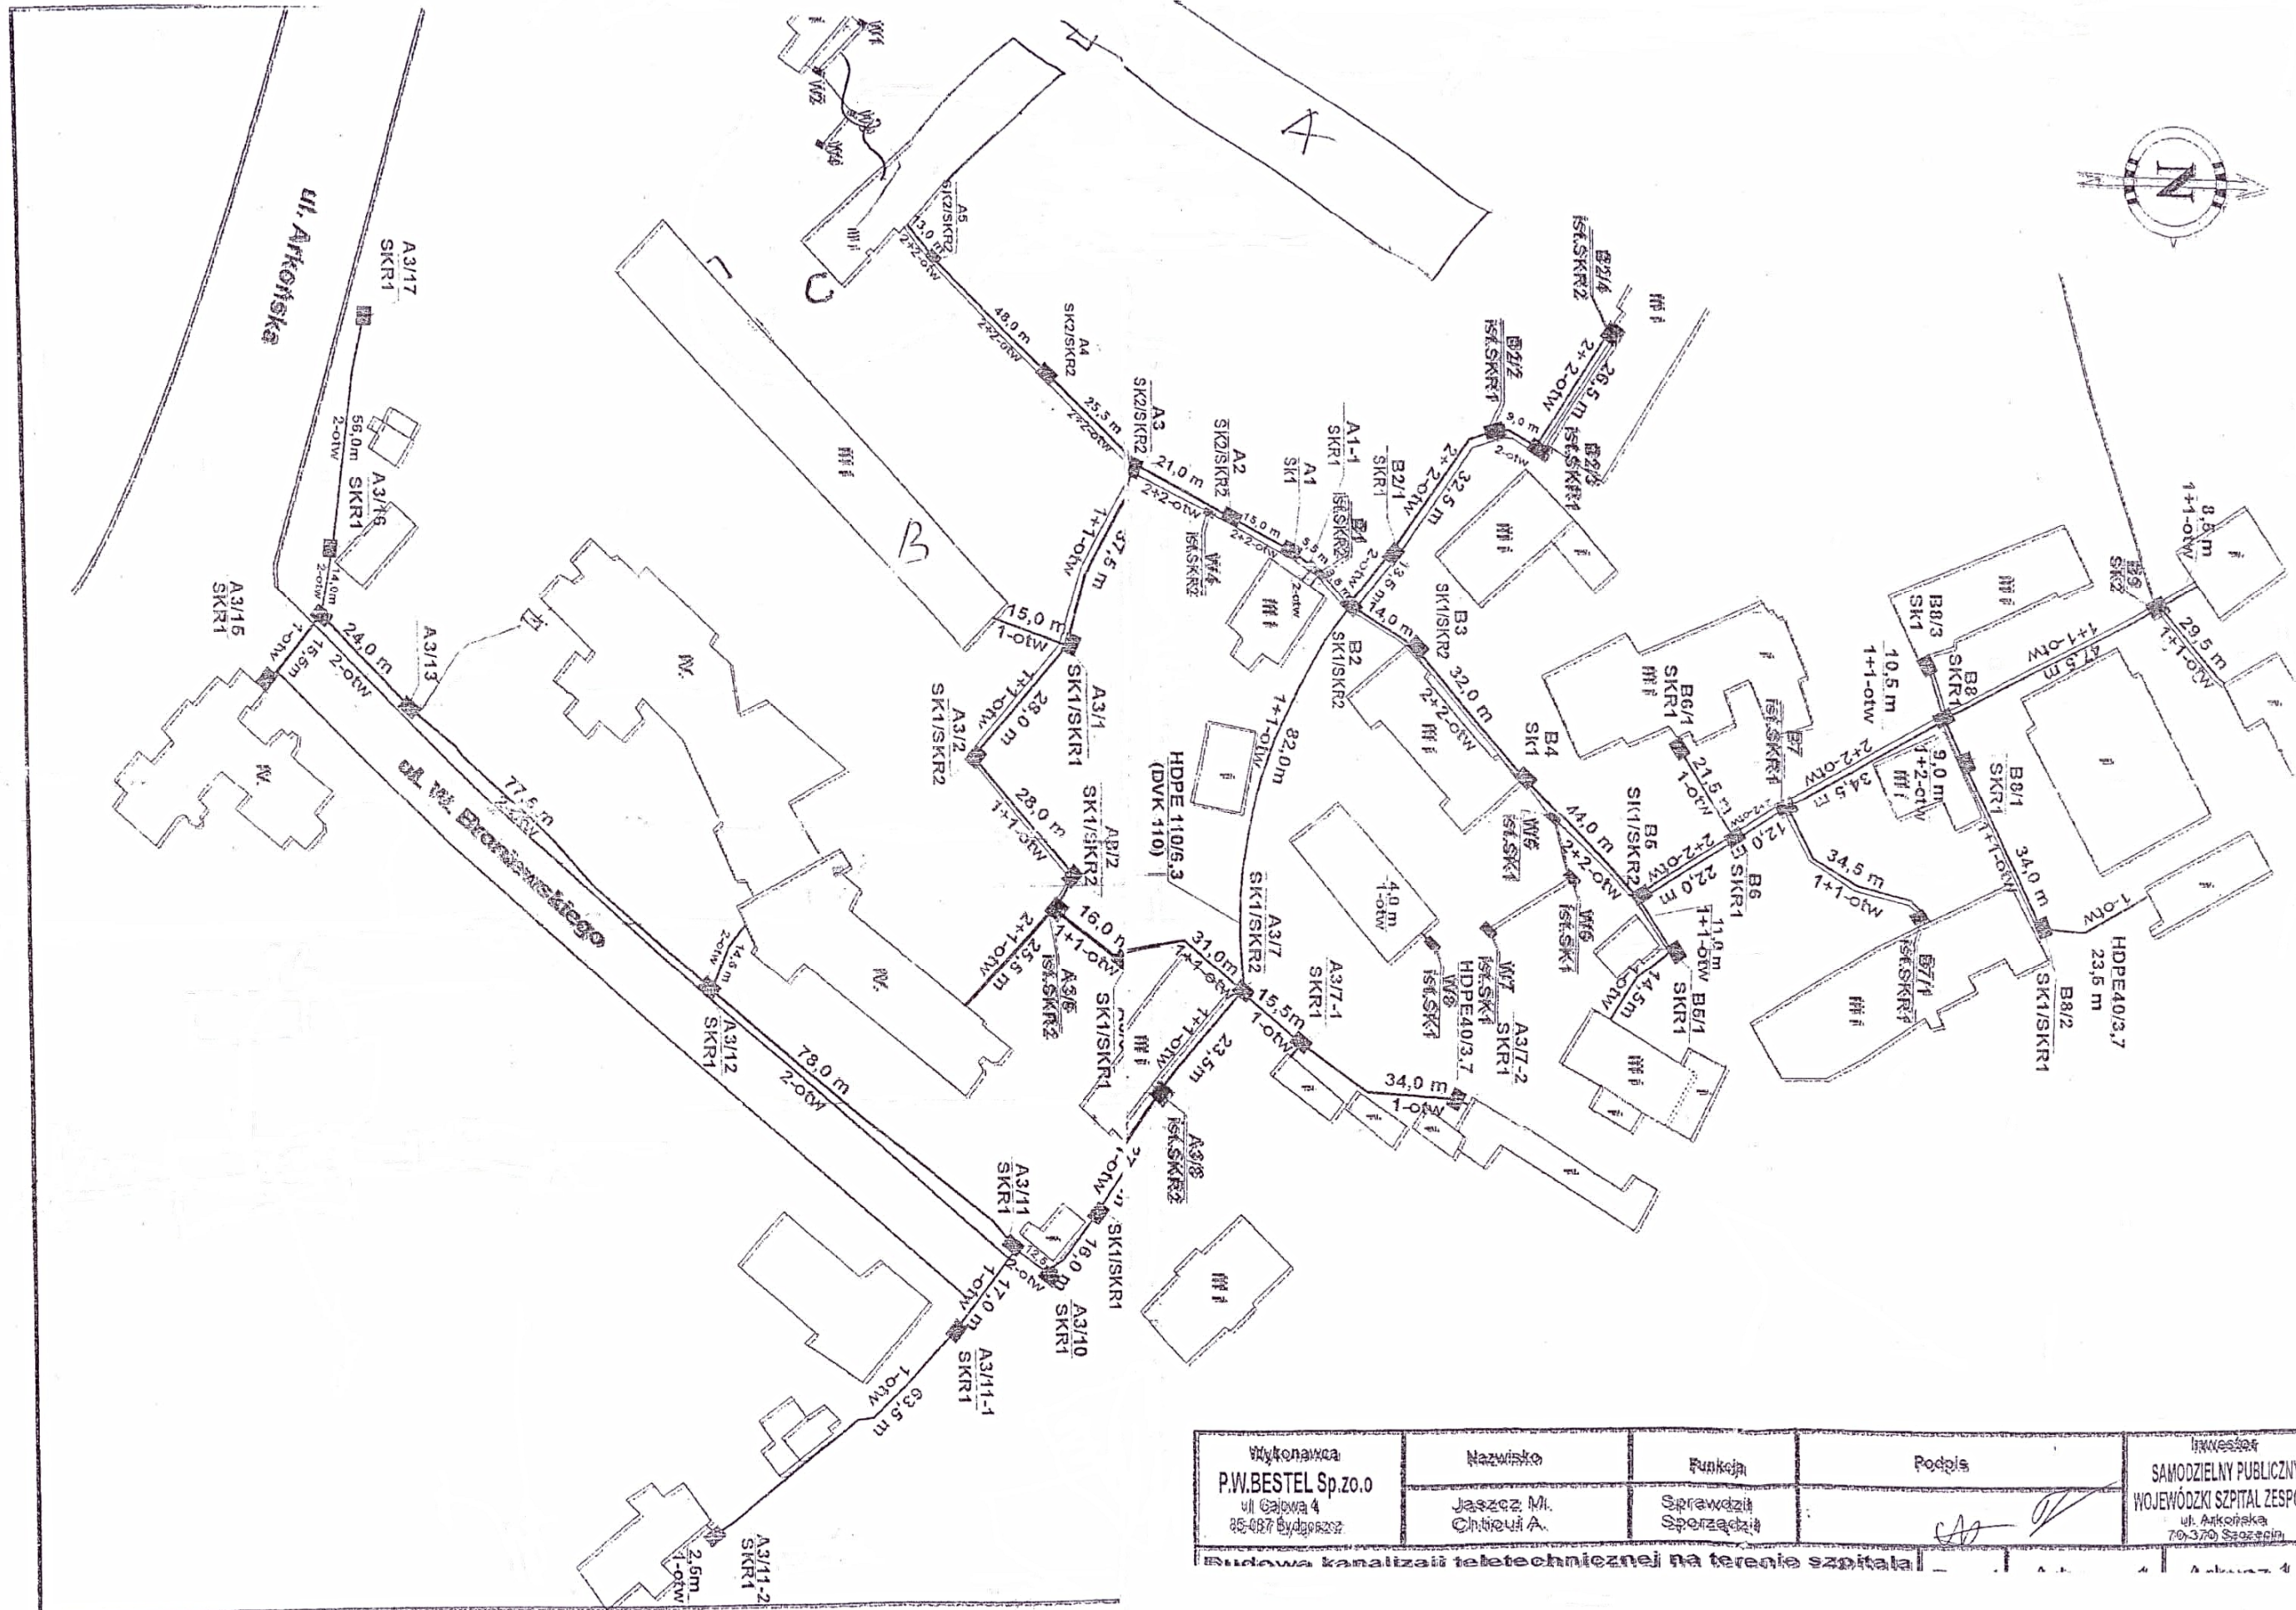 A
B
C
N
ul. Arkońska
ul. Wł. Broniewskiego
W1
W2
W4
A5
SK2/SKR2
13,0 m
2+2-otw
48,0 m
2+2-otw
A4
SK2/SKR2
25,5 m
2+2-otw
A3
SK2/SKR2
21,0 m
2+2-otw
A2
SK2/SKR2
15,0 m
2+2-otw
A1
SK1
A1-1
SKR1
5,5 m
2-otw
W4
ist.SKR2
B1
ist.SKR2
B2/1
SKR1
2-otw
13,5 m
32,5 m
2+ 2-otw
B2/2
ist.SKR1
9,0 m
2-otw
B2/3
ist.SKR1
26,5 m
2+ 2-otw
B2/4
ist.SKR2
B2
SK1/SKR2
14,0 m
B3
SK1/SKR2
32,0 m
2+2-otw
B4
SK1
44,0 m
2+2-otw
B5
SK1/SKR2
22,0 m
2+2-otw
B6
SKR1
B6/1
SKR1
21,5 m
1-otw
12,0
2+2-otw
B7
ist.SKR1
34,5 m
2+2-otw
34,5 m
1+1-otw
B7/1
ist.SKR1
B8
SKR1
B8/3
SK1
10,5 m
1+1-otw
9,0 m
1+2-otw
B8/1
SKR1
34,0 m
1+1-otw
B8/2
SK1/SKR1
HDPE40/3,7
23,5 m
1-otw
47,5 m
1+1-otw
B9
SK2
8,5 m
1+1-otw
29,5 m
1+1-otw
11,0 m
1+1-otw
B5/1
SKR1
14,5m
1-otw
ist.SK1
W6
ist.SK1
W7
ist.SK1
W8
ist.SK1
HDPE40/3,7
4,0 m
1-otw
82,0m
1+1-otw
HDPE 110/6,3
(DVK 110)
37,5 m
1+1-otw
15,0 m
1-otw
A3/1
SK1/SKR1
28,0 m
1+1-otw
A3/2
SK1/SKR2
28,0 m
1+1-otw
SK1/SKR2
16,0
1+1-otw
A3/5
ist.SKR2
25,5 m
2+1-otw
SK1/SKR1
31,0m
1+1-otw
A3/7
SK1/SKR2
15,5m
1-otw
A3/7-1
SKR1
34,0 m
1-otw
A3/7-2
SKR1
23,5m
1+1-otw
A3/8
ist.SKR2
SK1/SKR1
16,0 m
A3/10
SKR1
12,5
2-otw
A3/11
SKR1
17,0 m
1-otw
A3/11-1
SKR1
63,5 m
1-otw
A3/11-2
SKR1
2,5m
1-otw
78,0 m
2-otw
A3/12
SKR1
14,5 m
2-otw
A3/13
24,0 m
2-otw
15,5m
1-otw
A3/15
SKR1
14,0m
2-otw
A3/16
SKR1
56,0m
2-otw
A3/17
SKR1
IV.
IV.
IV.
Wykonawca
P.W.BESTEL Sp.zo.o
ul Gajowa 4
85-087 Bydgoszcz
Nazwisko
Jaszcz M.
Funkcja
Sprawdził
Sporządził
Podpis
Inwestor
SAMODZIELNY PUBLICZNY
WOJEWÓDZKI SZPITAL ZESPO
ul. Arkońska
70-370 Szczecin
Budowa kanalizaii teletechnicznej na terenie szpitala